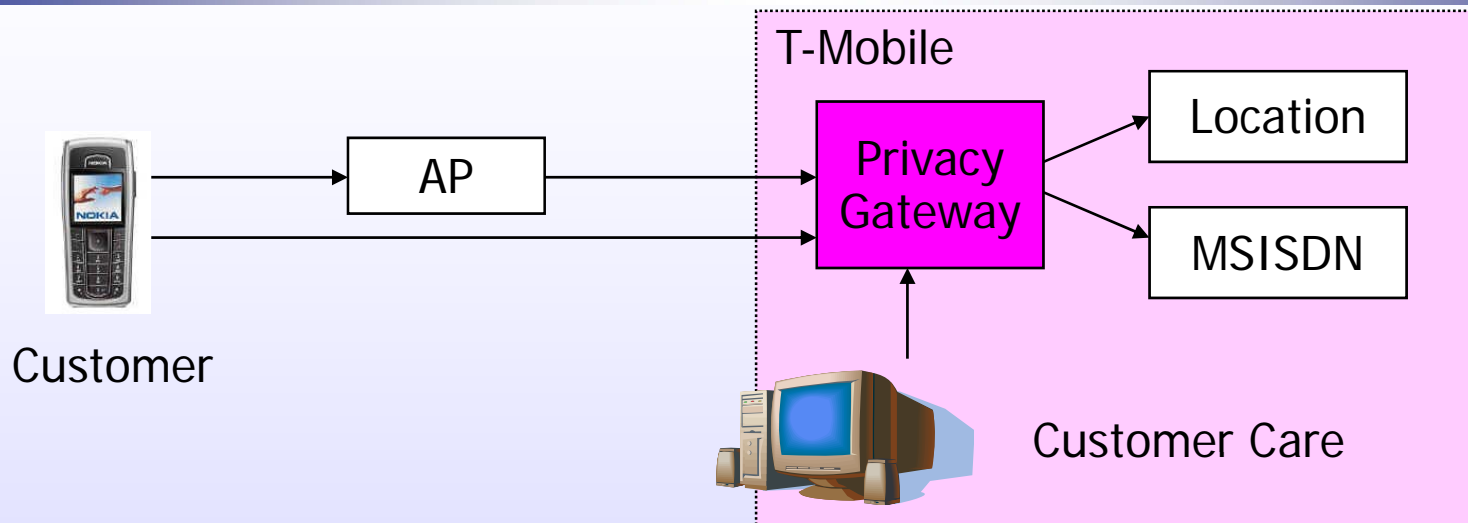 T-Mobile
Location
AP
Privacy
Gateway
NOKIA
MSISDN
Customer
Customer Care